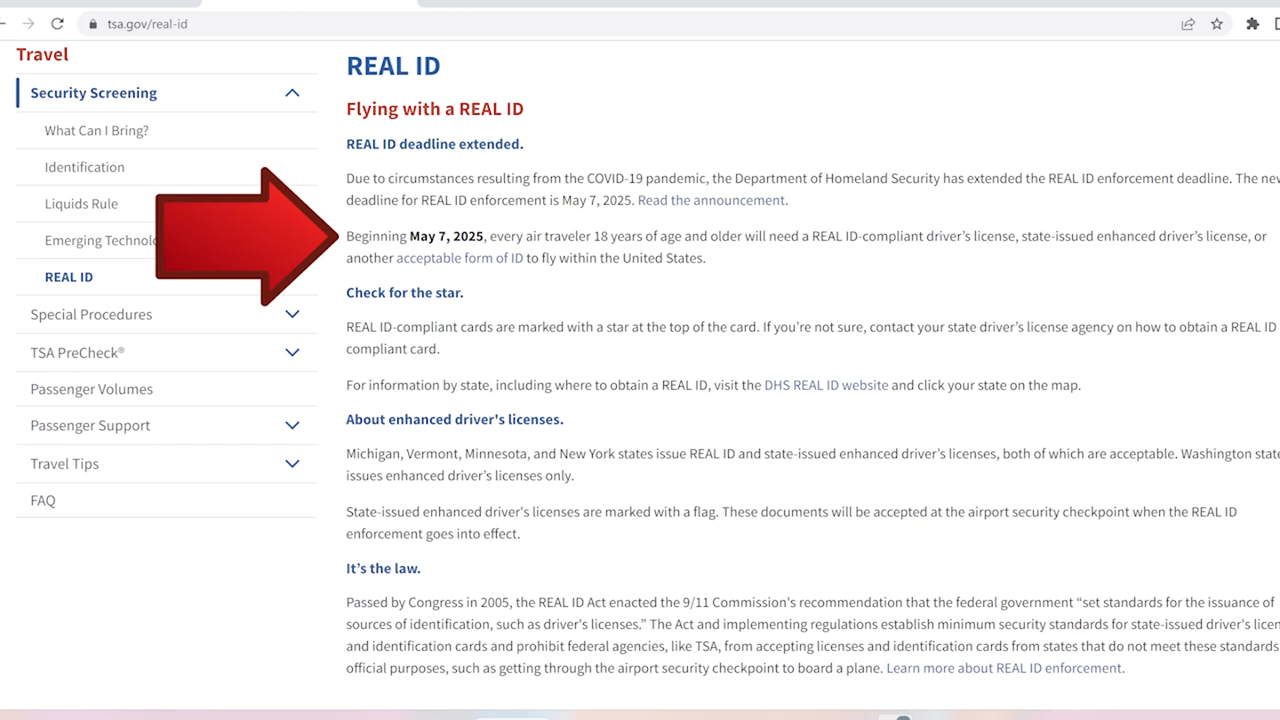 tsa.gov/real-id
Travel
Security Screening
What Can I Bring?
Identification
Liquids Rule
Emerging
REAL ID
Special Procedures
TSA PreCheck®
Passenger Volumes
Passenger Support
Travel Tips
FAQ
REAL ID
Flying with a REAL ID
REAL ID deadline extended.
Due to circumstances resulting from the COVID-19 pandemic, the Department of Homeland Security has extended the REAL ID enforcement deadline. The new
deadline for REAL ID enforcement is May 7, 2025. Read the announcement.
Beginning May 7, 2025, every air traveler 18 years of age and older will need a REAL ID-compliant driver’s license, state-issued enhanced driver’s license, or
another acceptable form of ID to fly within the United States.
Check for the star.
REAL ID-compliant cards are marked with a star at the top of the card. If you’re not sure, contact your state driver’s license agency on how to obtain a REAL ID
compliant card.
For information by state, including where to obtain a REAL ID, visit the DHS REAL ID website and click your state on the map.
About enhanced driver's licenses.
Michigan, Vermont, Minnesota, and New York states issue REAL ID and state-issued enhanced driver’s licenses, both of which are acceptable. Washington state
issues enhanced driver’s licenses only.
State-issued enhanced driver's licenses are marked with a flag. These documents will be accepted at the airport security checkpoint when the REAL ID
enforcement goes into effect.
It’s the law.
Passed by Congress in 2005, the REAL ID Act enacted the 9/11 Commission's recommendation that the federal government “set standards for the issuance of
sources of identification, such as driver’s licenses.” The Act and implementing regulations establish minimum security standards for state-issued driver's
and identification cards and prohibit federal agencies, like TSA, from accepting licenses and identification cards from states that do not meet these standards
official purposes, such as getting through the airport security checkpoint to board a plane. Learn more about REAL ID enforcement.